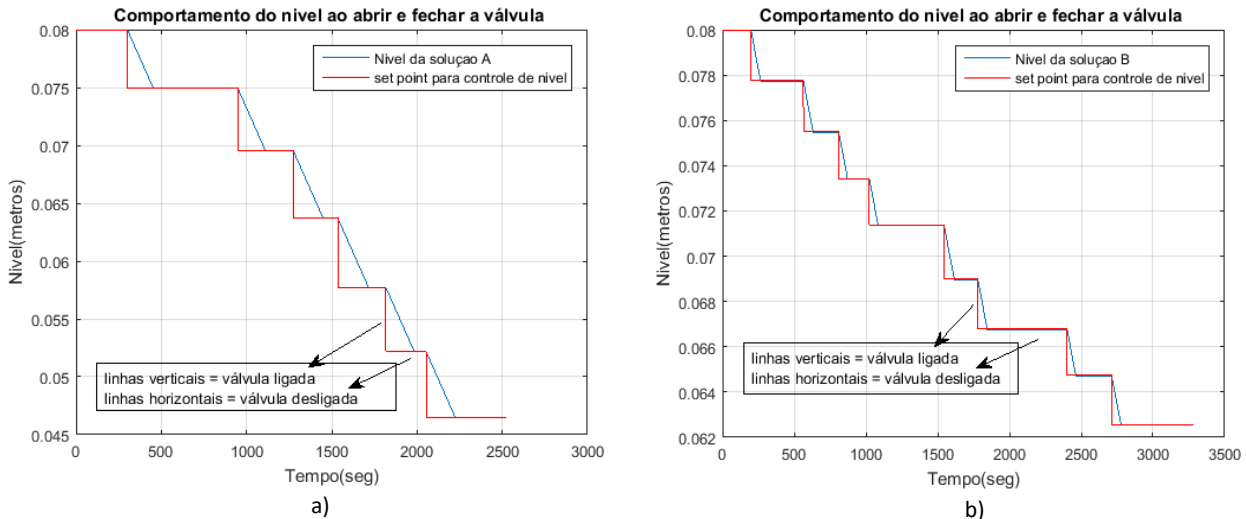 Comportamento do nivel ao abrir e fechar a válvula
0.08
0.075
0.07
0.065
0.06
0.055
0.05
0.045
Nivel(metros)
Nivel da soluçao A
set point para controle de nivel
linhas verticais = válvula ligada
linhas horizontais = válvula desligada
0
500
1000
1500
2000
2500
3000
Tempo(seg)
a)
Comportamento do nivel ao abrir e fechar a válvula
0.08
0.078
0.076
0.074
0.072
0.07
0.068
0.066
0.064
0.062
Nivel(metros)
Nivel da soluçao B
set point para controle de nivel
linhas verticais = válvula ligada
linhas horizontais = válvula desligada
0
500
1000
1500
2000
2500
3000
3500
Tempo(seg)
b)